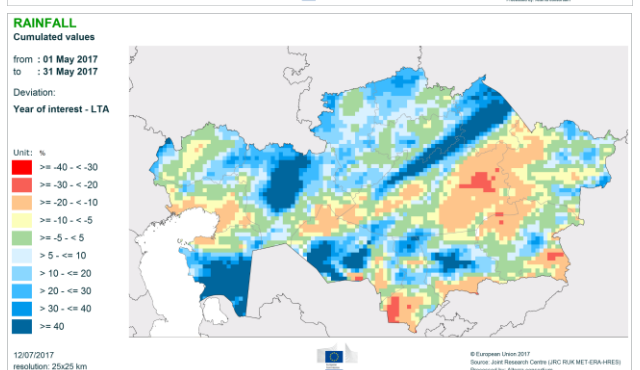 RAINFALL
Cumulated values
from : 01 May 2017
to : 31 May 2017
Deviation:
Year of interest - LTA
Unit: %
>= -40 - < -30
>= -30 - < -20
>= -20 - < -10
>= -10 - < -5
>= -5 - < 5
> 5 - <= 10
> 10 - <= 20
> 20 - <= 30
> 30 - <= 40
>= 40
12/07/2017
resolution: 25x25 km
© European Union 2017
Source: Joint Research Centre (JRC RUK MET-ERA-HRES)